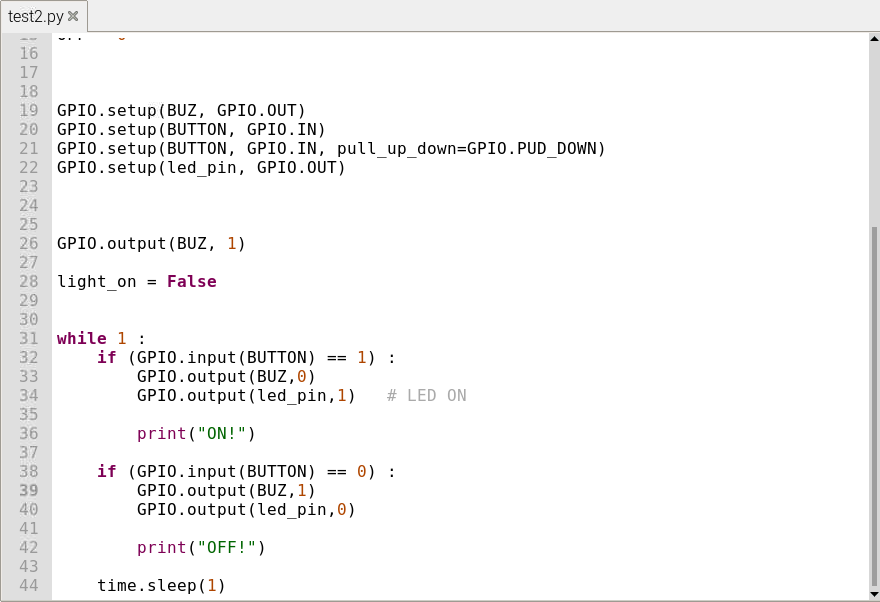 test2.py
16
17
18
19 GPIO.setup(BUZ, GPIO.OUT)
20 GPIO.setup(BUTTON, GPIO.IN)
21 GPIO.setup(BUTTON, GPIO.IN, pull_up_down=GPIO.PUD_DOWN)
22 GPIO.setup(led_pin, GPIO.OUT)
23
24
25
26 GPIO.output(BUZ, 1)
27
28 light_on = False
29
30
31 while 1 :
32     if (GPIO.input(BUTTON) == 1) :
33         GPIO.output(BUZ,0)
34         GPIO.output(led_pin,1)   # LED ON
35
36         print("ON!")
37
38     if (GPIO.input(BUTTON) == 0) :
39         GPIO.output(BUZ,1)
40         GPIO.output(led_pin,0)
41
42         print("OFF!")
43
44     time.sleep(1)